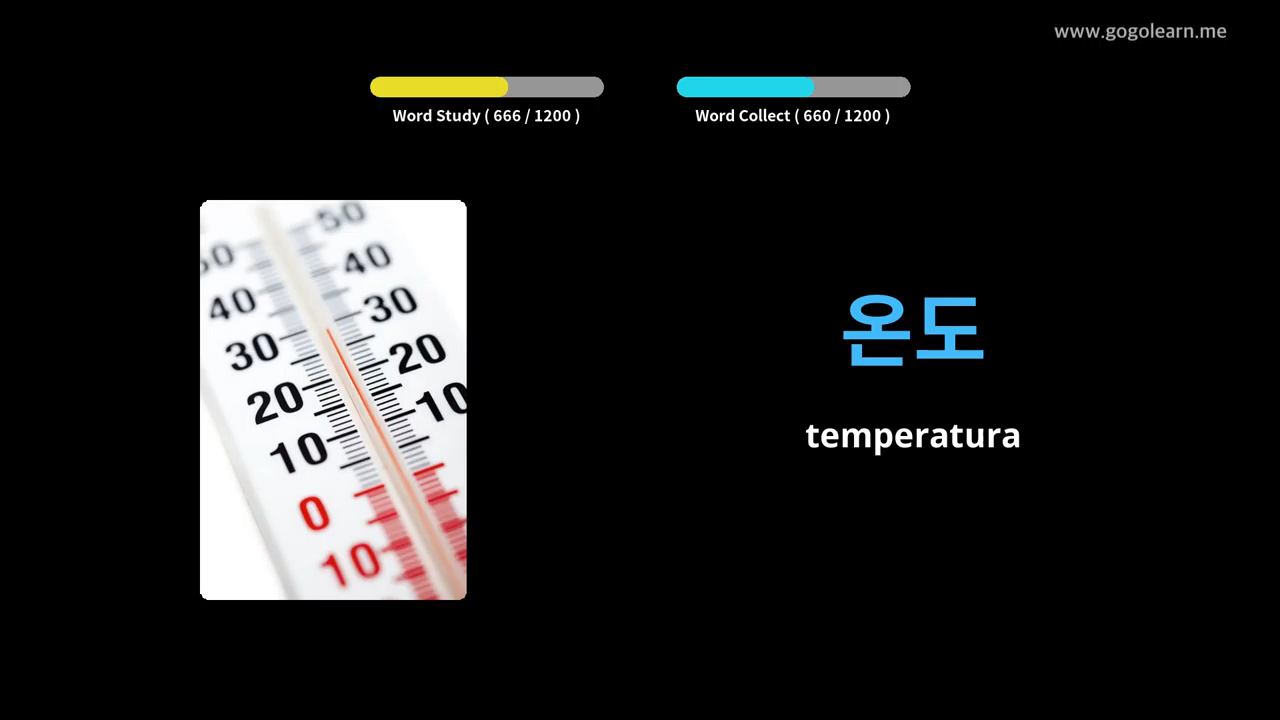 www.gogolearn.me
Word Study ( 666 / 1200 )
Word Collect ( 660 / 1200 )
50
50
40
40
30
30
20
20
10
10
0
10
온도
temperatura